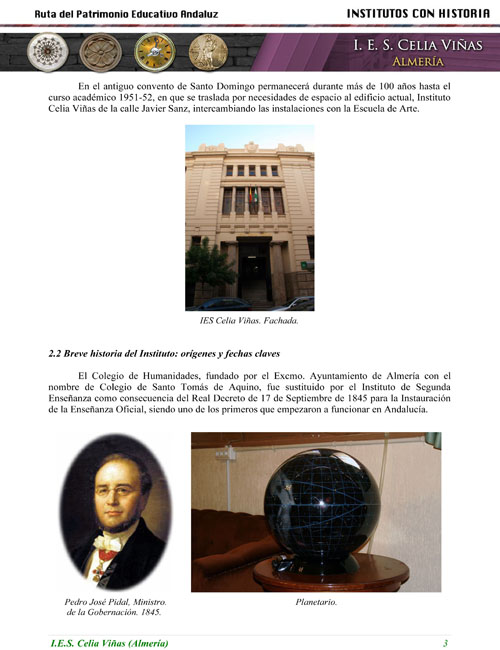 Ruta del Patrimonio Educativo Andaluz
INSTITUTOS CON HISTORIA
I. E. S. CELIA VIÑAS
ALMERÍA
En el antiguo convento de Santo Domingo permanecerá durante más de 100 años hasta el
curso académico 1951-52, en que se traslada por necesidades de espacio al edificio actual, Instituto
Celia Viñas de la calle Javier Sanz, intercambiando las instalaciones con la Escuela de Arte.
IES Celia Viñas. Fachada.
2.2 Breve historia del Instituto: orígenes y fechas claves
El Colegio de Humanidades, fundado por el Excmo. Ayuntamiento de Almería con el
nombre de Colegio de Santo Tomás de Aquino, fue sustituido por el Instituto de Segunda
Enseñanza como consecuencia del Real Decreto de 17 de Septiembre de 1845 para la Instauración
de la Enseñanza Oficial, siendo uno de los primeros que empezaron a funcionar en Andalucía.
Pedro José Pidal, Ministro.
de la Gobernación. 1845.
Planetario.
I.E.S. Celia Viñas (Almería)
3